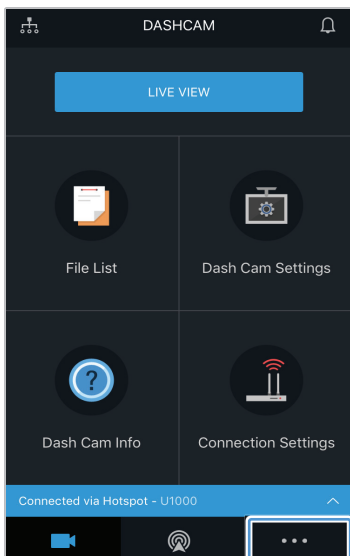 DASHCAM
LIVE VIEW
File List
Dash Cam Settings
Dash Cam Info
Connection Settings
Connected via Hotspot - U1000